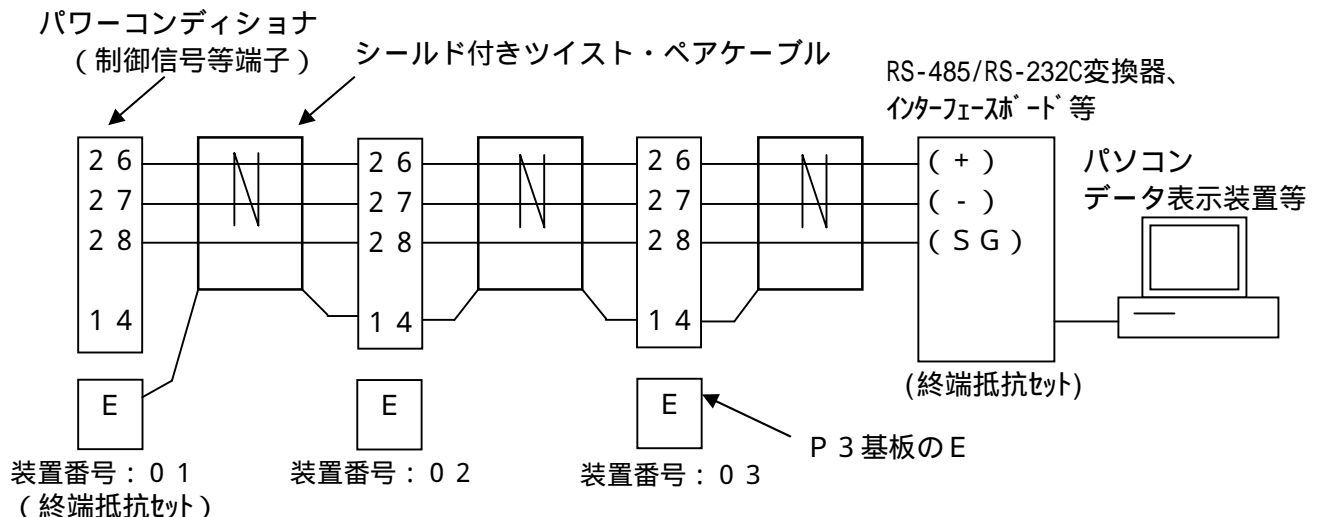 パワーコンディショナ
（制御信号等端子）
シールド付きツイスト・ペアケーブル
RS-485/RS-232C変換器、
ｲﾝﾀｰﾌｪｰｽﾎﾞｰﾄﾞ等
２６
２７
２８
１４
２６
２７
２８
１４
２６
２７
２８
１４
（＋）
（－）
（ＳＧ）
パソコン
データ表示装置等
Ｅ
Ｅ
Ｅ
(終端抵抗ｾｯﾄ)
Ｐ３基板のＥ
装置番号：０１
（終端抵抗ｾｯﾄ）
装置番号：０２
装置番号：０３